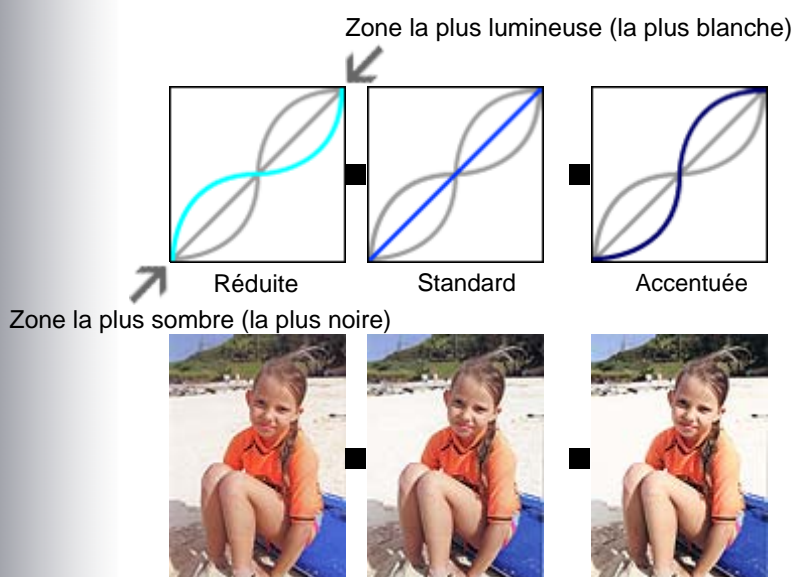 Zone la plus lumineuse (la plus blanche)
Réduite
Standard
Accentuée
Zone la plus sombre (la plus noire)